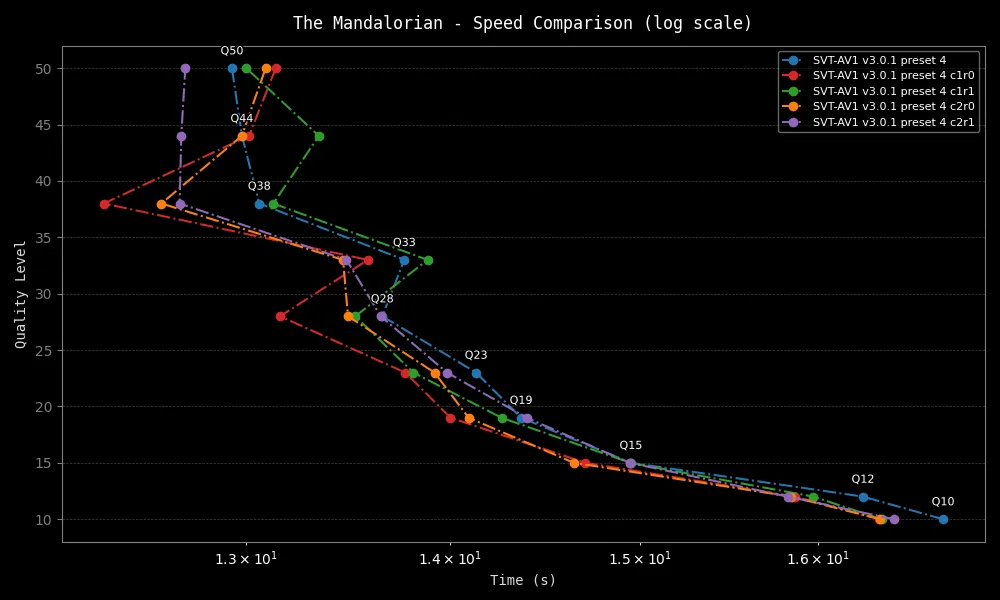 The Mandalorian - Speed Comparison (log scale)
SVT-AV1 v3.0.1 preset 4
SVT-AV1 v3.0.1 preset 4 c1r0
SVT-AV1 v3.0.1 preset 4 c1r1
SVT-AV1 v3.0.1 preset 4 c2r0
SVT-AV1 v3.0.1 preset 4 c2r1
Quality Level
50
45
40
35
30
25
20
15
10
Q50
Q44
Q38
Q33
Q28
Q23
Q19
Q15
Q12
Q10
1.3 × 10¹
1.4 × 10¹
1.5 × 10¹
1.6 × 10¹
Time (s)